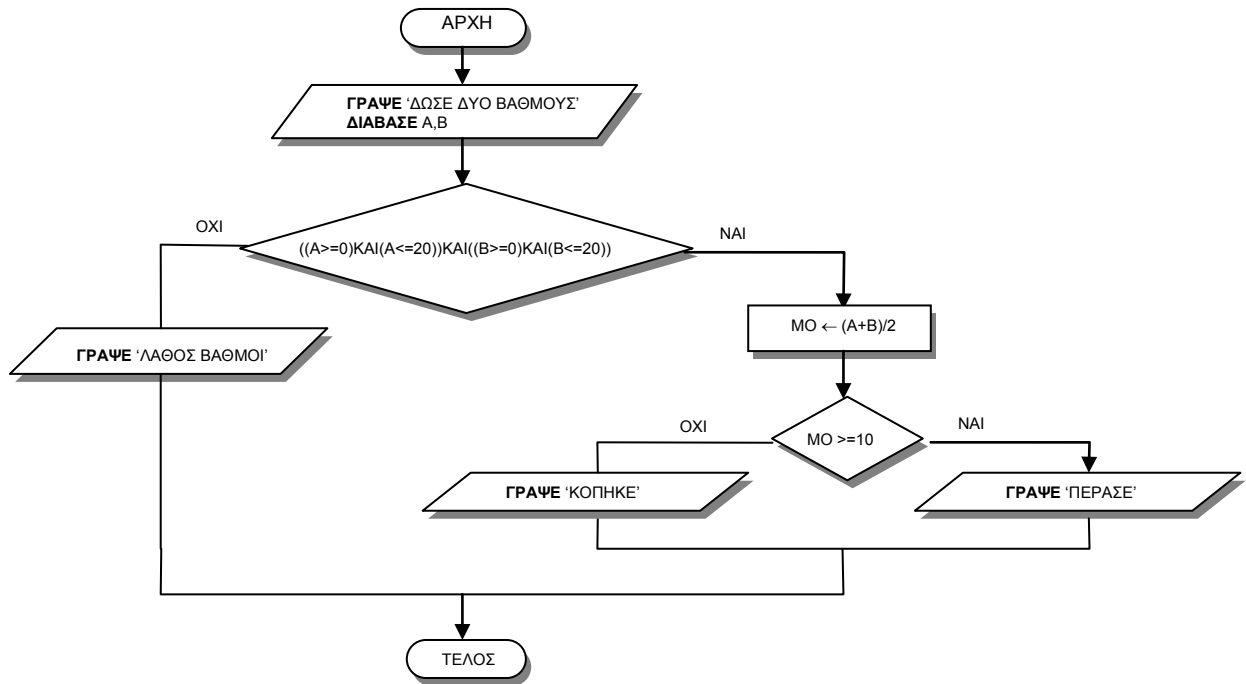 ΑΡΧΗ
ΓΡΑΨΕ ‘ΔΩΣΕ ΔΥΟ ΒΑΘΜΟΥΣ’
ΔΙΑΒΑΣΕ Α,Β
ΟΧΙ
ΝΑΙ
((Α>=0)ΚΑΙ(Α<=20))ΚΑΙ((Β>=0)ΚΑΙ(Β<=20))
ΜΟ ← (Α+Β)/2
ΓΡΑΨΕ ‘ΛΑΘΟΣ ΒΑΘΜΟΙ’
ΟΧΙ
ΝΑΙ
ΜΟ >=10
ΓΡΑΨΕ ‘ΚΟΠΗΚΕ’
ΓΡΑΨΕ ‘ΠΕΡΑΣΕ’
ΤΕΛΟΣ